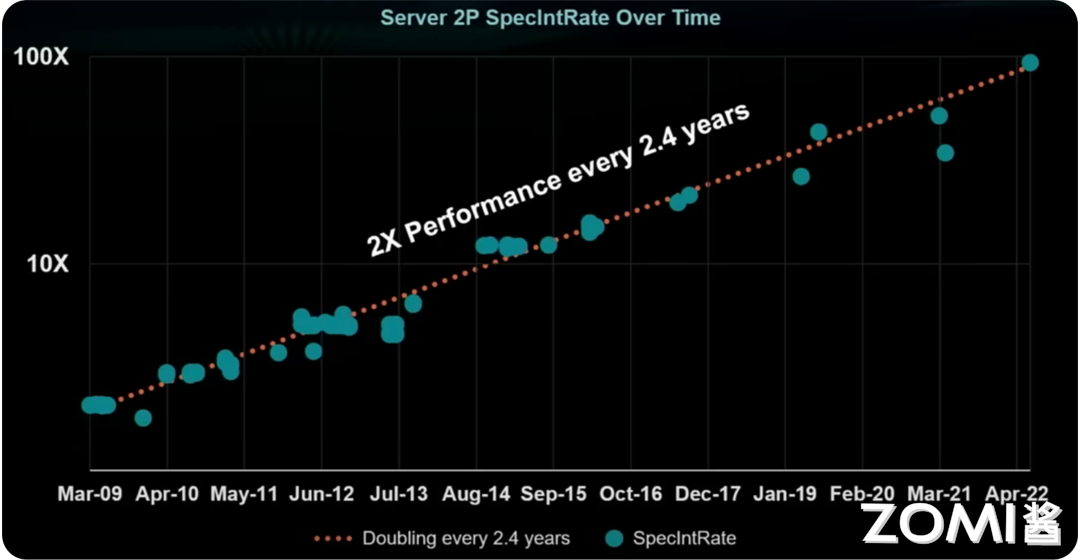 Server 2P SpecIntRate Over Time
100X
2X Performance every 2.4 years
10X
Mar-09 Apr-10 May-11 Jun-12 Jul-13 Aug-14 Sep-15 Oct-16 Dec-17 Jan-19 Feb-20 Mar-21 Apr-22
Doubling every 2.4 years SpecIntRate
ZOMI酱